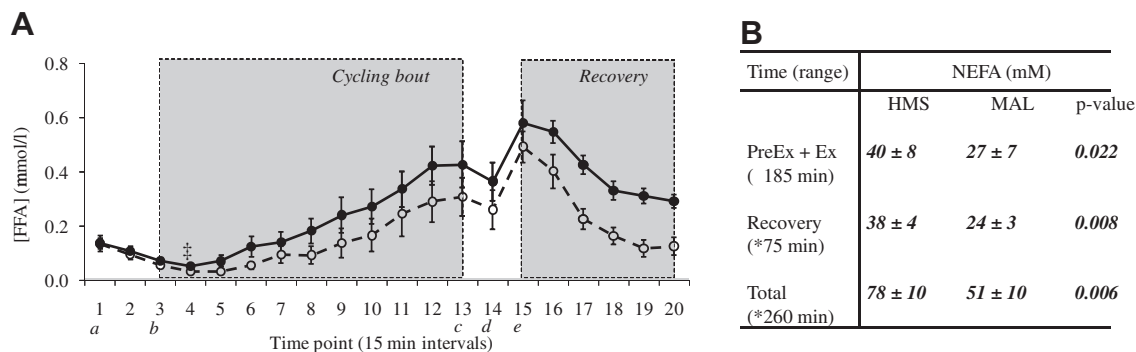 A
[FFA] (mmol/l)
0.8
0.6
0.4
0.2
0.0
Cycling bout
Recovery
‡
1 2 3 4 5 6 7 8 9 10 11 12 13 14 15 16 17 18 19 20
a b c d e
Time point (15 min intervals)
B
Time (range) NEFA (mM)
HMS MAL p-value
PreEx + Ex 40 ± 8 27 ± 7 0.022
( 185 min)
Recovery 38 ± 4 24 ± 3 0.008
(*75 min)
Total 78 ± 10 51 ± 10 0.006
(*260 min)